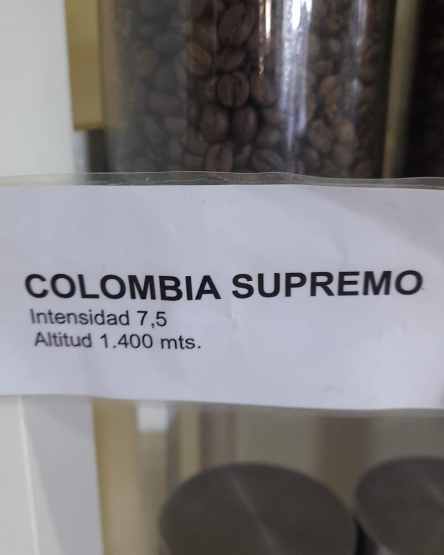 COLOMBIA SUPREMO
Intensidad 7,5
Altitud 1.400 mts.